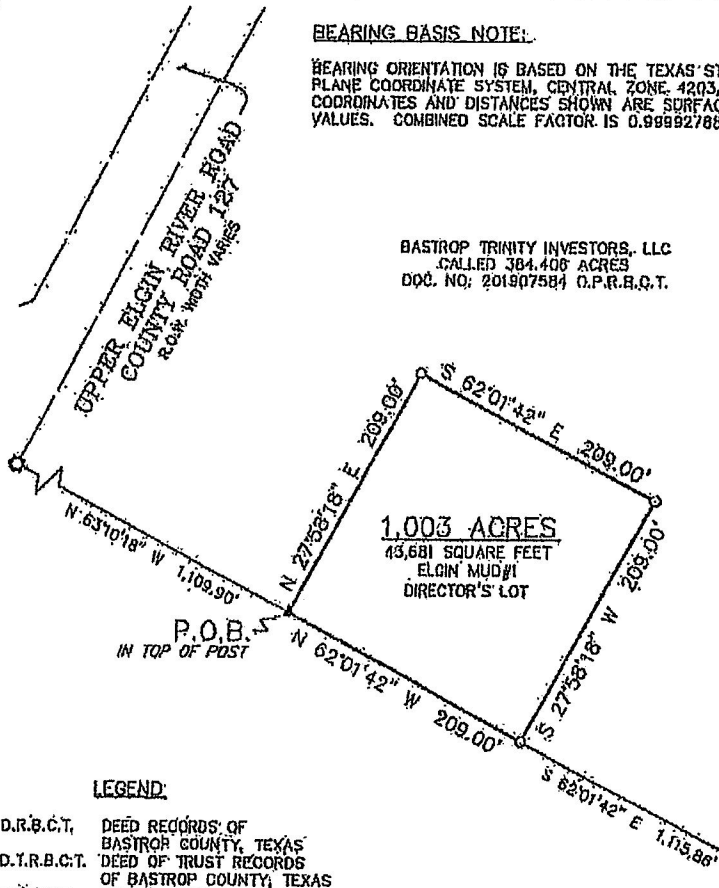 BEARING BASIS NOTE:
BEARING ORIENTATION IS BASED ON THE TEXAS ST
PLANE COORDINATE SYSTEM, CENTRAL ZONE 4203,
COORDINATES AND DISTANCES SHOWN ARE SURFAC
VALUES. COMBINED SCALE FACTOR IS
UPPER ELGIN RIVER ROAD
COUNTY ROAD 127
R.O.W. WIDTH VARIES
BASTROP TRINITY INVESTORS, LLC
CALLED 384.406 ACRES
DOC. NO: 201907584 O.P.R.B.C.T.
S 62°01'42" E 209.00'
N 27°58'18" E 209.00'
1.003 ACRES
43,681 SQUARE FEET
ELGIN MUD#1
DIRECTOR'S LOT
S 27°58'18" W 209.00'
N 63°10'18" W 1,109.90'
P.O.B.
IN TOP OF POST
N 62°01'42" W 209.00'
S 62°01'42" E 1,115.86'
LEGEND:
D.R.B.C.T. DEED RECORDS OF
BASTROP COUNTY, TEXAS
D.T.R.B.C.T. DEED OF TRUST RECORDS
OF BASTROP COUNTY, TEXAS